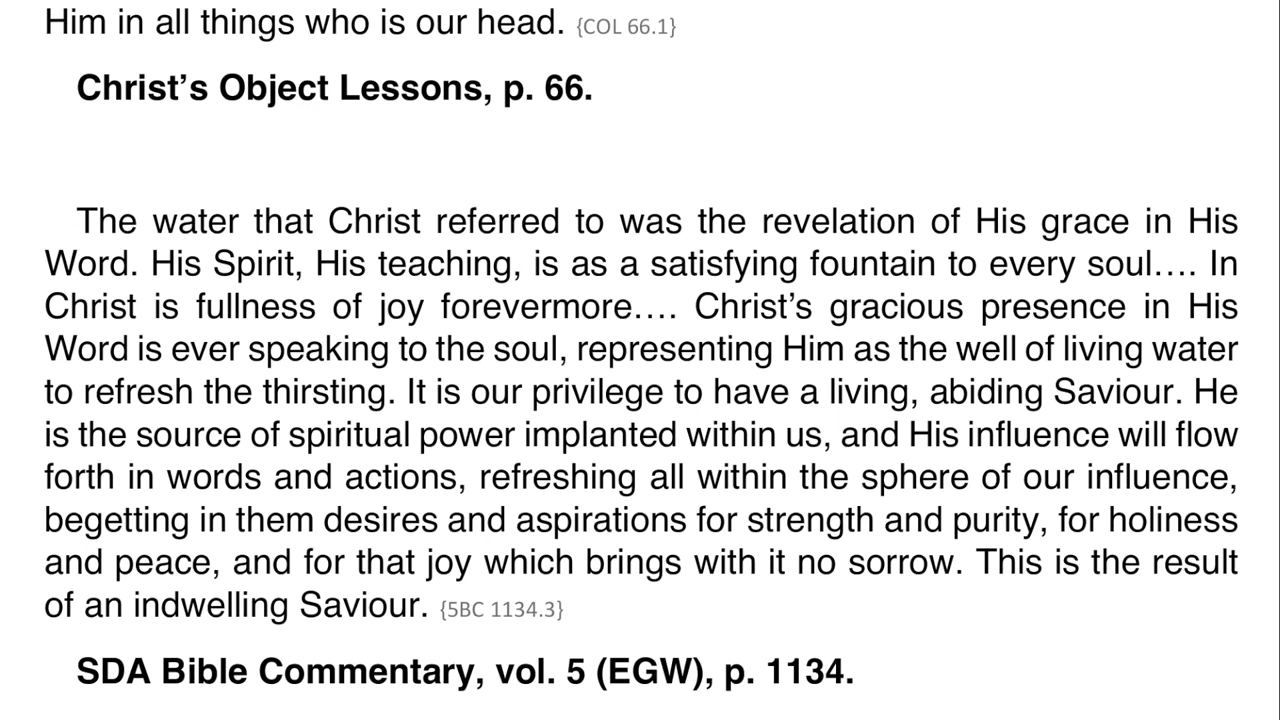 Him in all things who is our head. {COL 66.1}
Christ’s Object Lessons, p. 66.
The water that Christ referred to was the revelation of His grace in His
Word. His Spirit, His teaching, is as a satisfying fountain to every soul…. In
Christ is fullness of joy forevermore…. Christ’s gracious presence in His
Word is ever speaking to the soul, representing Him as the well of living water
to refresh the thirsting. It is our privilege to have a living, abiding Saviour. He
is the source of spiritual power implanted within us, and His influence will flow
forth in words and actions, refreshing all within the sphere of our influence,
begetting in them desires and aspirations for strength and purity, for holiness
and peace, and for that joy which brings with it no sorrow. This is the result
of an indwelling Saviour. {5BC 1134.3}
SDA Bible Commentary, vol. 5 (EGW), p. 1134.